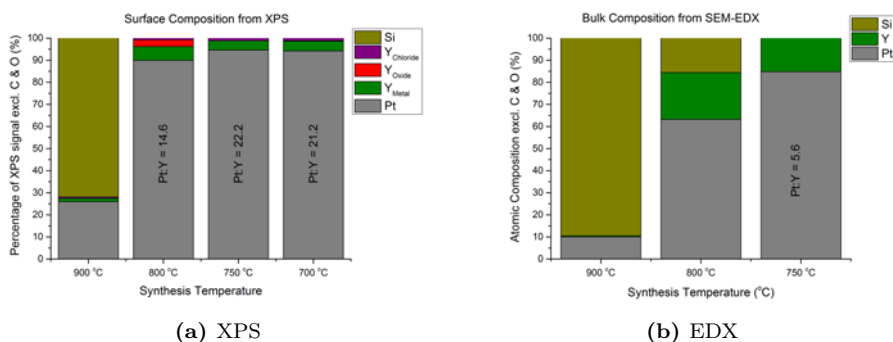 Surface Composition from XPS
Percentage of XPS signal excl. C & O (%)
100
90
80
70
60
50
40
30
20
10
0
Pt:Y = 14.6
Pt:Y = 22.2
Pt:Y = 21.2
900 °C
800 °C
750 °C
700 °C
Synthesis Temperature
Si
Y Chloride
Y Oxide
Y Metal
Pt
(a) XPS
Bulk Composition from SEM-EDX
Atomic Composition excl. C & O (%)
100
90
80
70
60
50
40
30
20
10
0
Pt:Y = 5.6
900 °C
800 °C
750 °C
Synthesis Temperature (°C)
Si
Y
Pt
(b) EDX